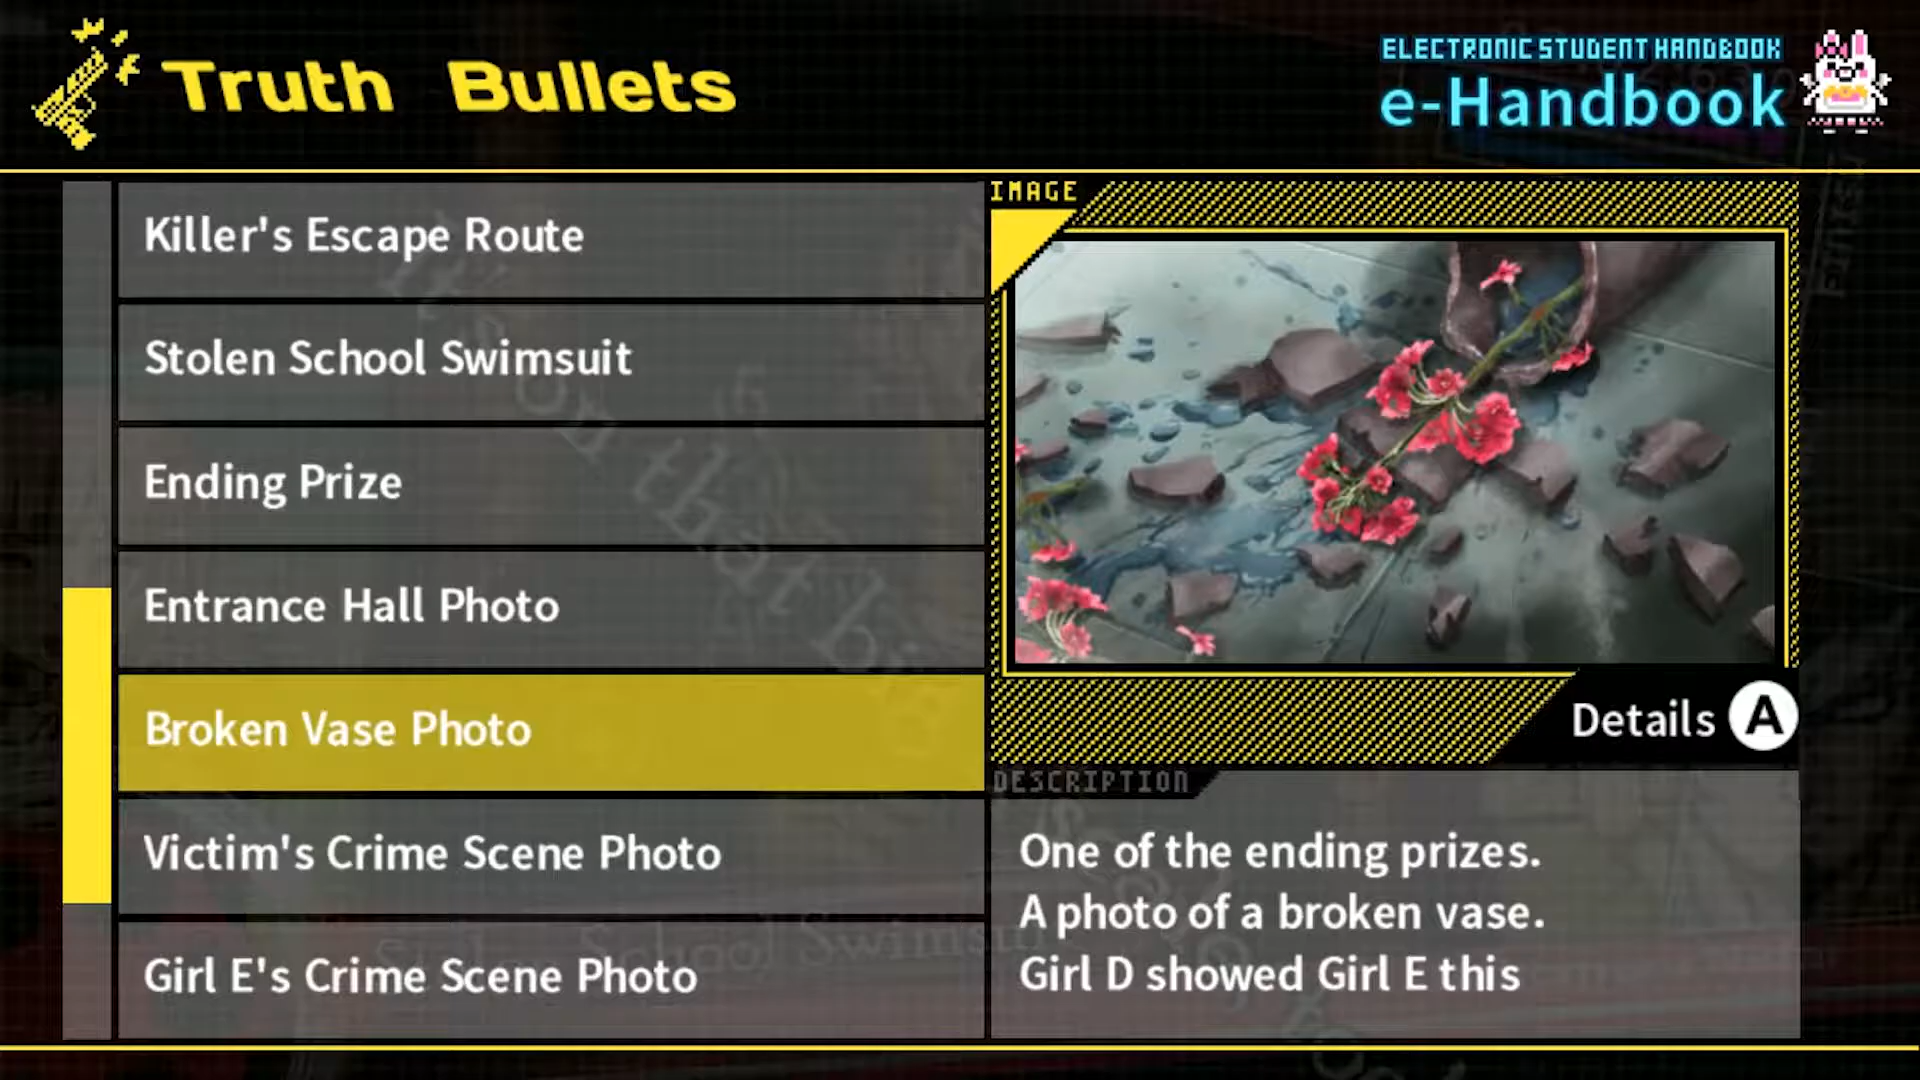 Truth Bullets
ELECTRONIC STUDENT HANDBOOK
e-Handbook
Killer's Escape Route
Stolen School Swimsuit
Ending Prize
Entrance Hall Photo
Broken Vase Photo
Victim's Crime Scene Photo
Girl E's Crime Scene Photo
IMAGE
Details A
DESCRIPTION
One of the ending prizes.
A photo of a broken vase.
Girl D showed Girl E this